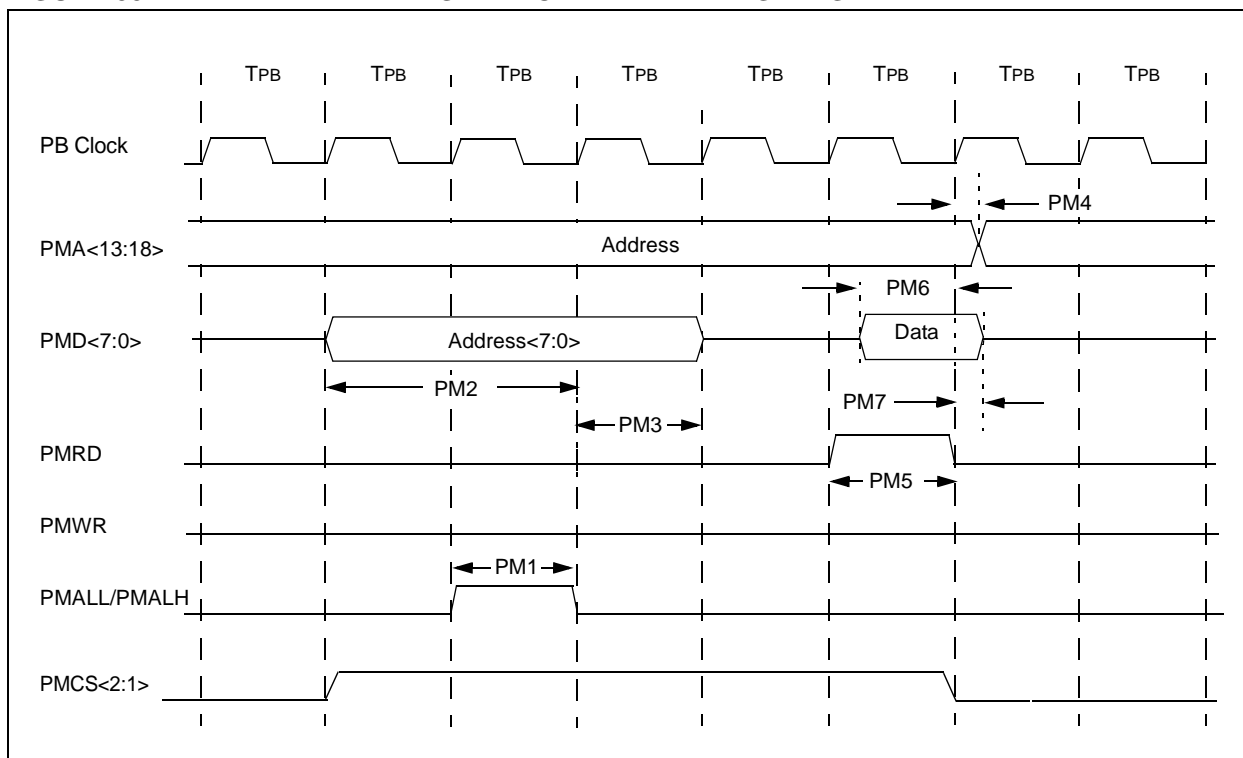 TPB TPB TPB TPB TPB TPB TPB TPB
PB Clock
PM4
PMA<13:18>
Address
PM6
PMD<7:0>
Address<7:0>
Data
PM2
PM7
PM3
PMRD
PM5
PMWR
PM1
PMALL/PMALH
PMCS<2:1>